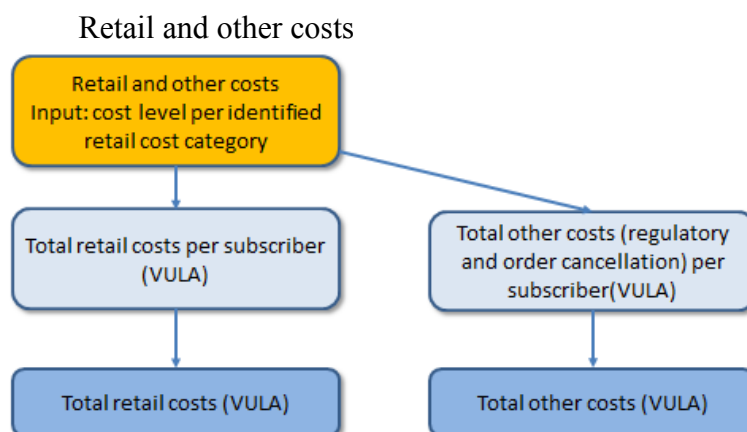 Retail and other costs
Retail and other costs
Input: cost level per identified
retail cost category
Total retail costs per subscriber
(VULA)
Total other costs (regulatory
and order cancellation) per
subscriber(VULA)
Total retail costs (VULA)
Total other costs (VULA)